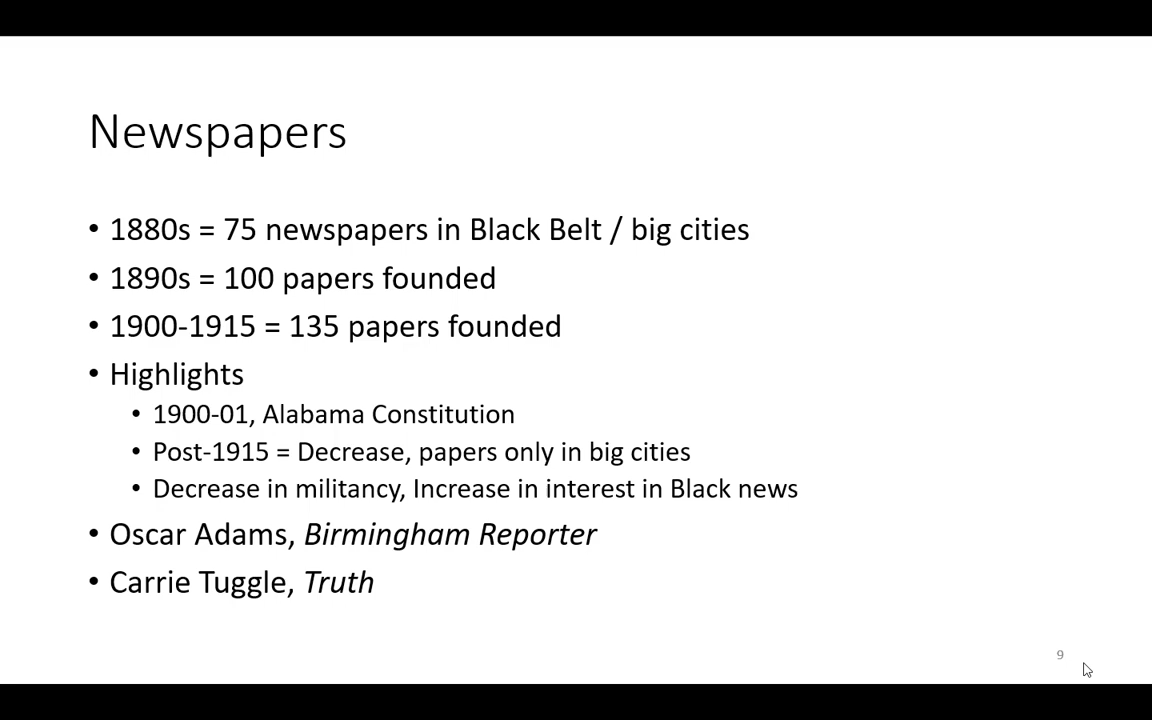 Newspapers
• 1880s = 75 newspapers in Black Belt / big cities
• 1890s = 100 papers founded
• 1900-1915 = 135 papers founded
• Highlights
• 1900-01, Alabama Constitution
• Post-1915 = Decrease, papers only in big cities
• Decrease in militancy, Increase in interest in Black news
• Oscar Adams, Birmingham Reporter
• Carrie Tuggle, Truth
9